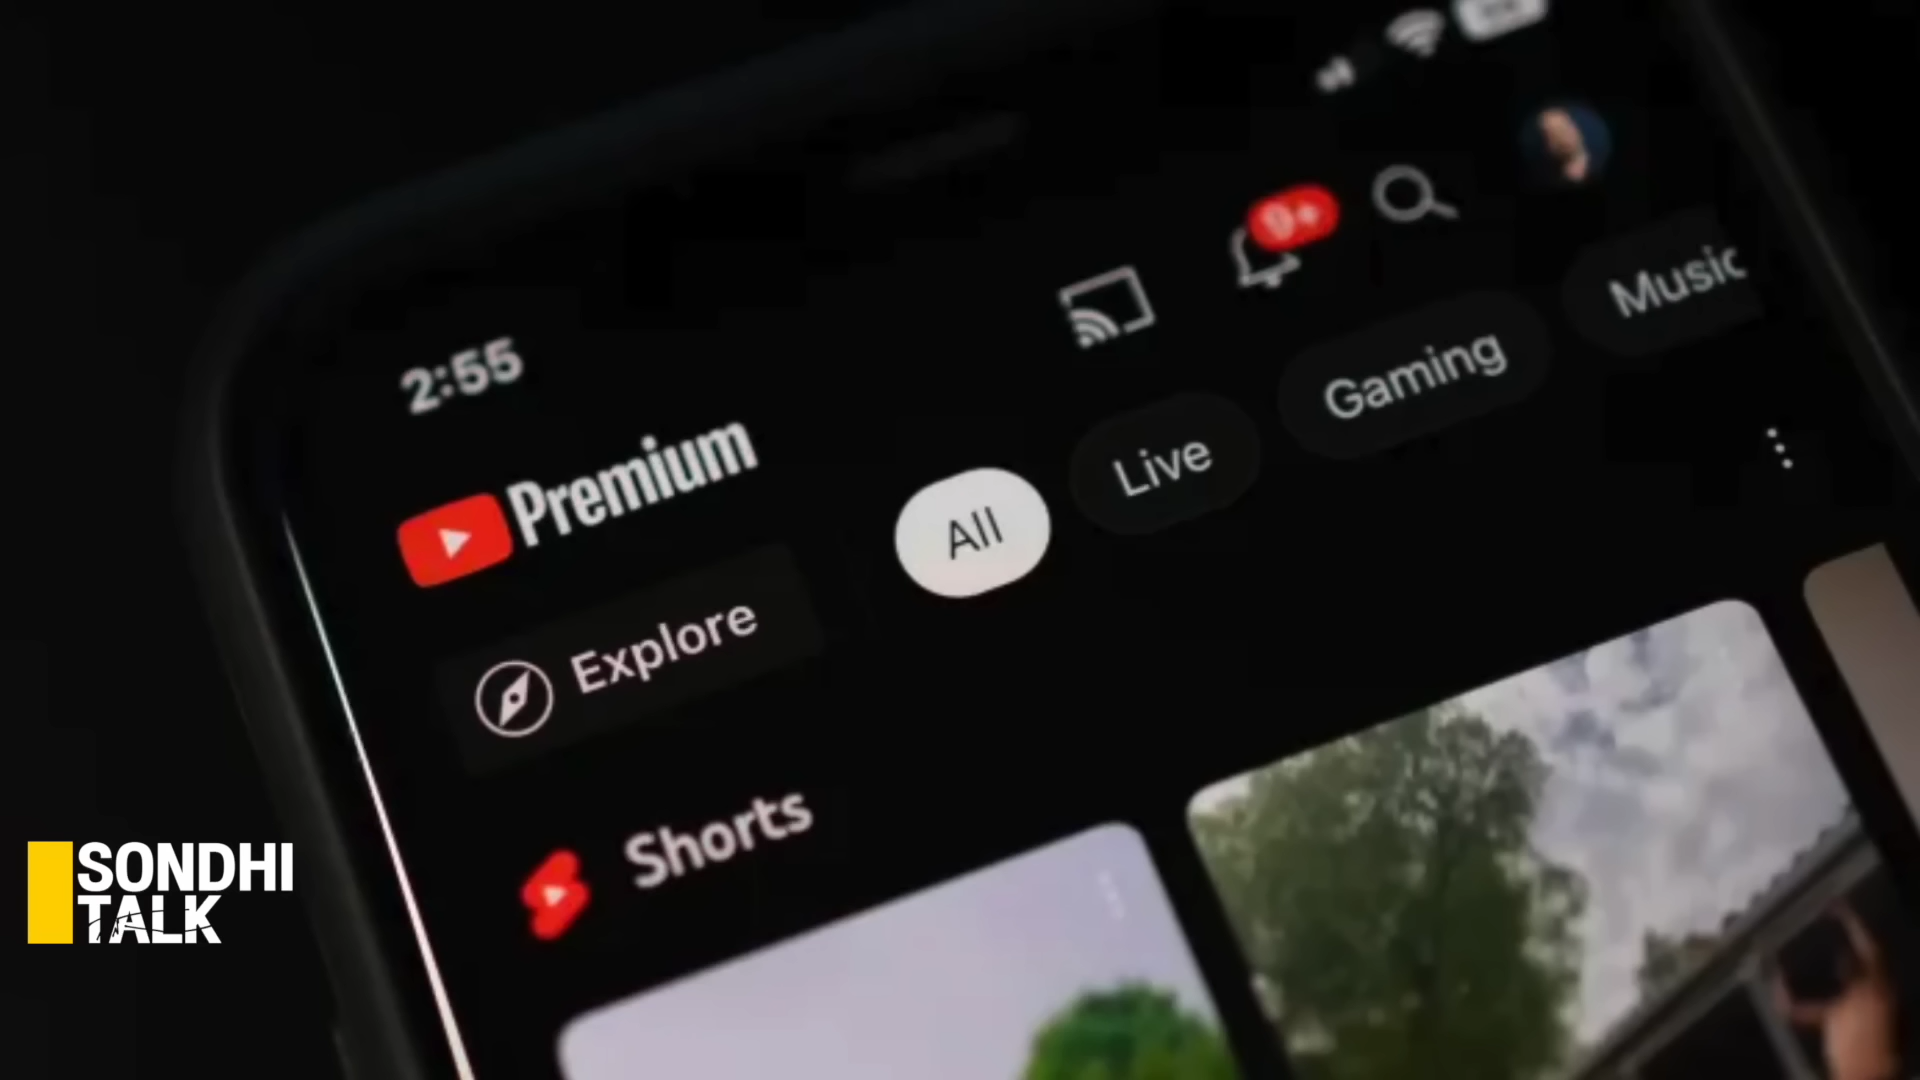 2:55
9+
Premium
All
Live
Gaming
Music
Explore
Shorts
SONDHI
TALK